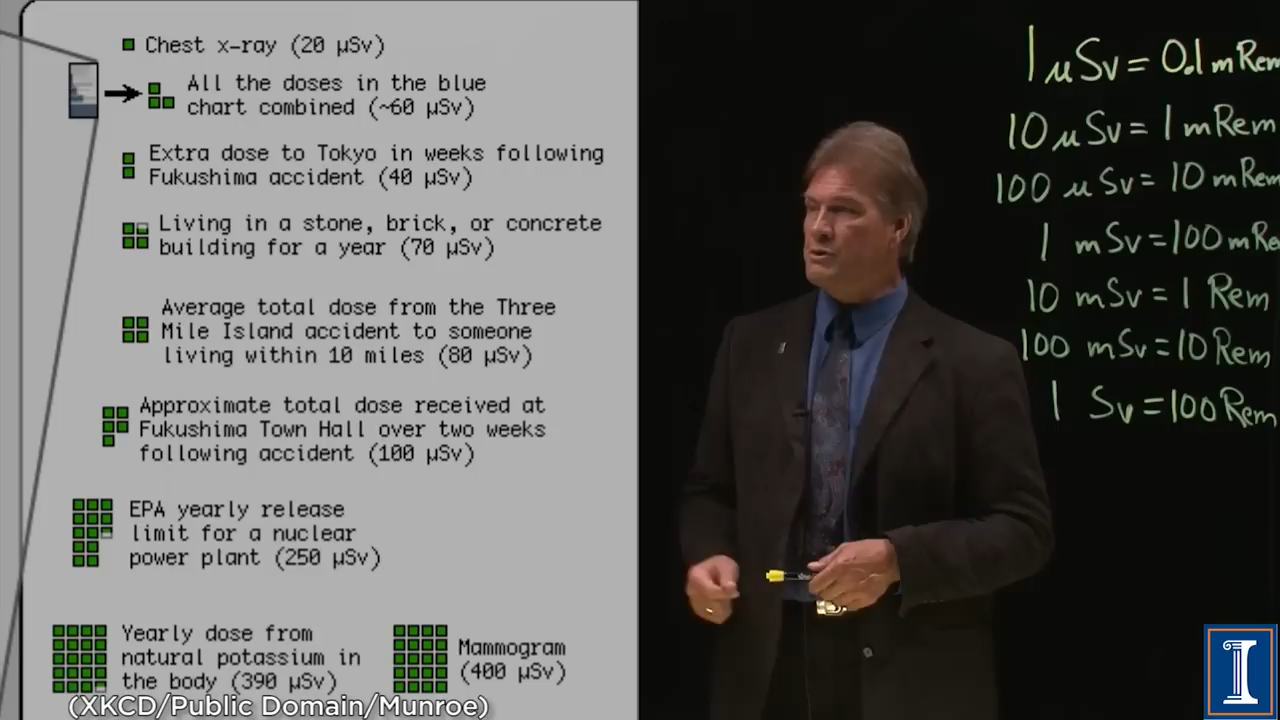 Chest x-ray (20 µSv)
All the doses in the blue
chart combined (~60 µSv)
Extra dose to Tokyo in weeks following
Fukushima accident (40 µSv)
Living in a stone, brick, or concrete
building for a year (70 µSv)
Average total dose from the Three
Mile Island accident to someone
living within 10 miles (80 µSv)
Approximate total dose received at
Fukushima Town Hall over two weeks
following accident (100 µSv)
EPA yearly release
limit for a nuclear
power plant (250 µSv)
Yearly dose from
natural potassium in
the body (390 µSv)
Mammogram
(400 µSv)
(XKCD/Public Domain/Munroe)
1 µSv = 0.1 mRem
10 µSv = 1 mRem
100 µSv = 10 mRem
1 mSv = 100 mRe
10 mSv = 1 Rem
100 mSv = 10 Rem
1 Sv = 100 Rem
I